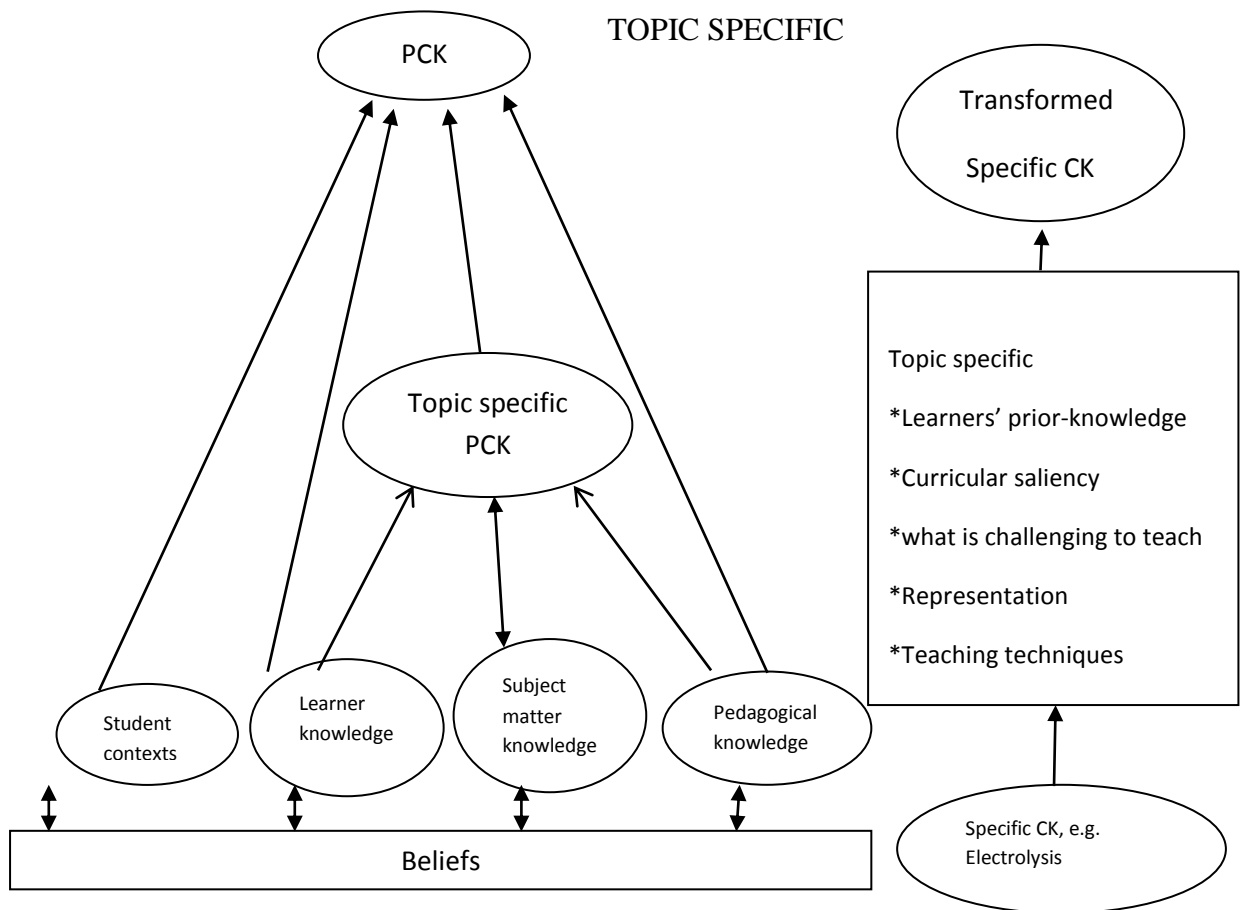 TOPIC SPECIFIC
PCK
Topic specific
PCK
Student
contexts
Learner
knowledge
Subject
matter
knowledge
Pedagogical
knowledge
Beliefs
Transformed
Specific CK
Topic specific
*Learners’ prior-knowledge
*Curricular saliency
*what is challenging to teach
*Representation
*Teaching techniques
Specific CK, e.g.
Electrolysis